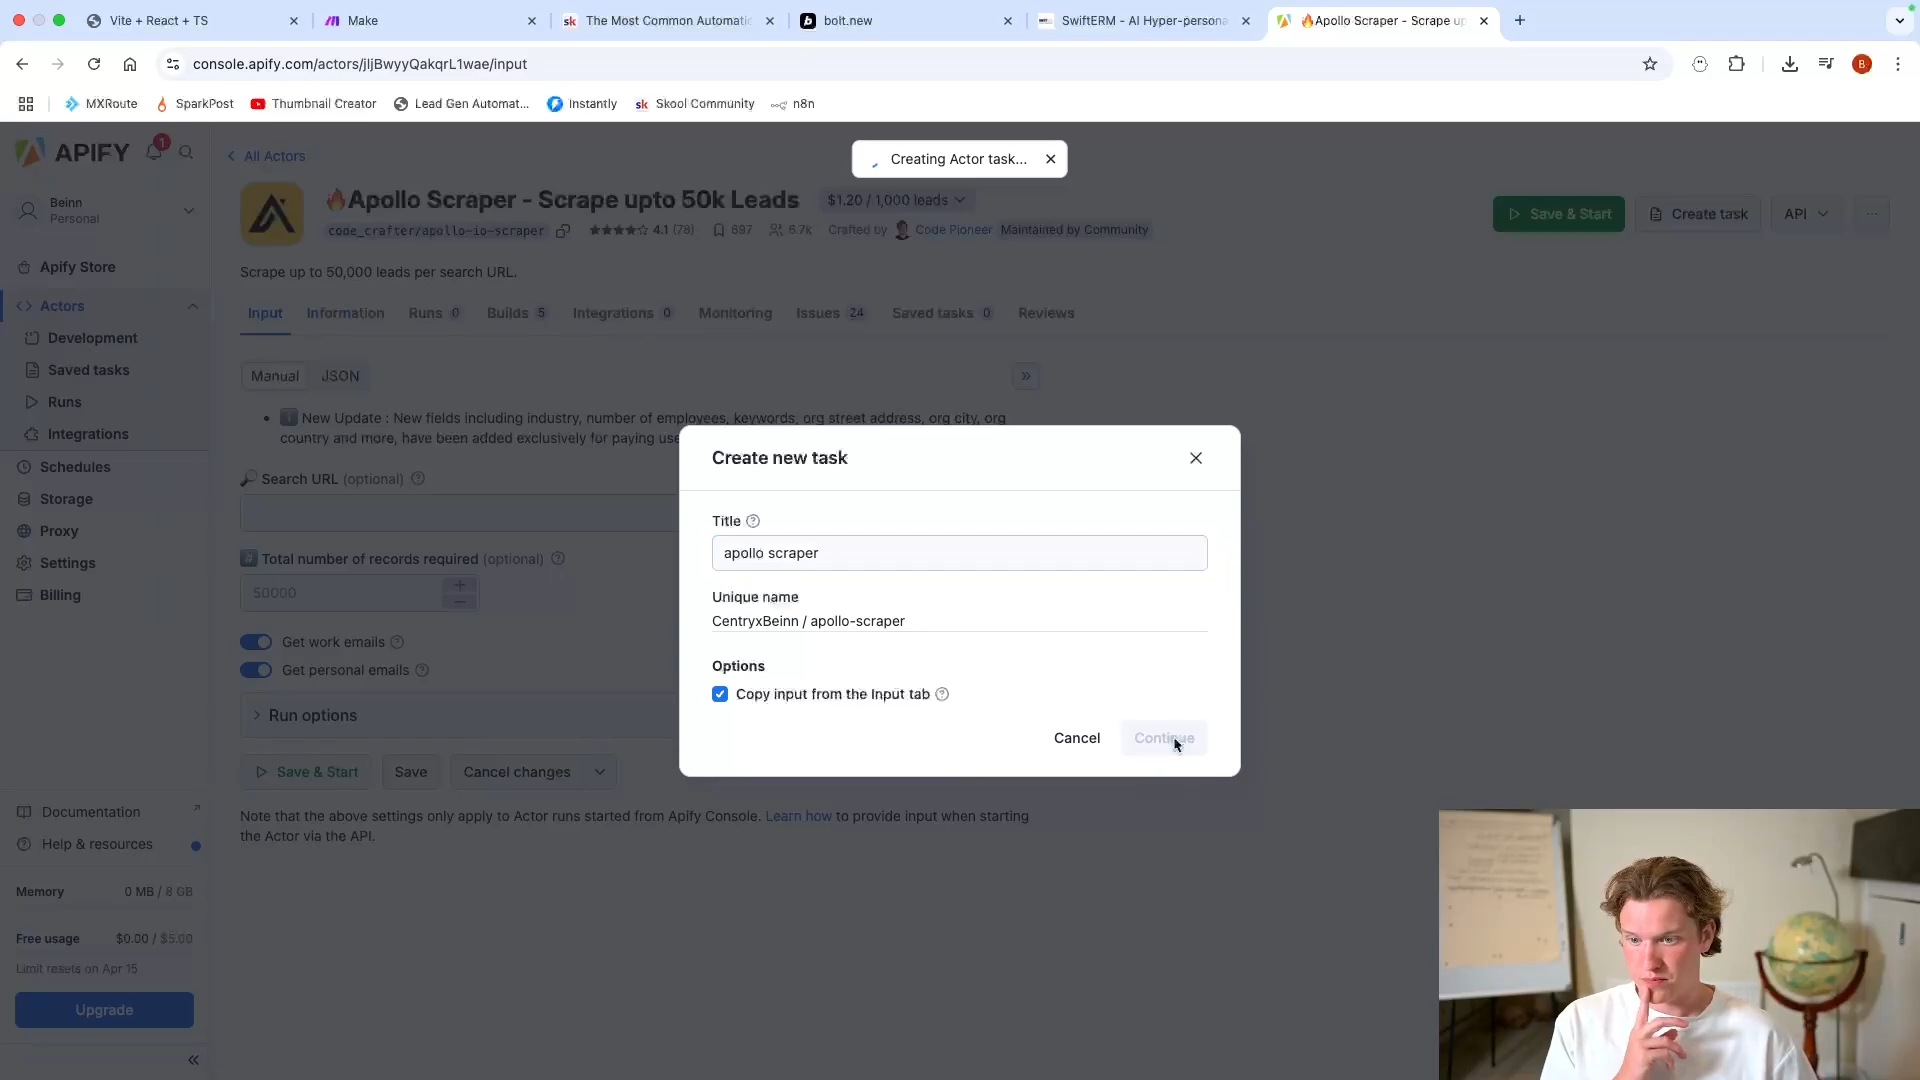 Vite + React + TS
Make
The Most Common Automatic
bolt.new
SwiftERM - AI Hyper-persona
🔥Apollo Scraper - Scrape up
console.apify.com/actors/jljBwyyQakqrL1wae/input
B
MXRoute
SparkPost
Thumbnail Creator
Lead Gen Automat...
Instantly
sk Skool Community
n8n
APIFY
1
Beinn
Personal
Apify Store
Actors
Development
Saved tasks
Runs
Integrations
Schedules
Storage
Proxy
Settings
Billing
Documentation
Help & resources
Memory 0 MB / 8 GB
Free usage $0.00 / $5.00
Limit resets on Apr 15
Upgrade
All Actors
Creating Actor task...
🔥Apollo Scraper - Scrape upto 50k Leads
$1.20 / 1,000 leads
code_crafter/apollo-io-scraper
4.1 (78) 897 6.7k Crafted by Code Pioneer Maintained by Community
Save & Start
Create task
API
Scrape up to 50,000 leads per search URL.
Input Information Runs 0 Builds 5 Integrations 0 Monitoring Issues 24 Saved tasks 0 Reviews
Manual JSON
New Update : New fields including industry, number of employees, keywords, org street address, org city, org
country and more, have been added exclusively for paying use
Search URL (optional)
Total number of records required (optional)
50000
Get work emails
Get personal emails
Run options
Save & Start
Save
Cancel changes
Note that the above settings only apply to Actor runs started from Apify Console. Learn how to provide input when starting
the Actor via the API.
Create new task
Title
apollo scraper
Unique name
CentryxBeinn / apollo-scraper
Options
Copy input from the Input tab
Cancel
Continue